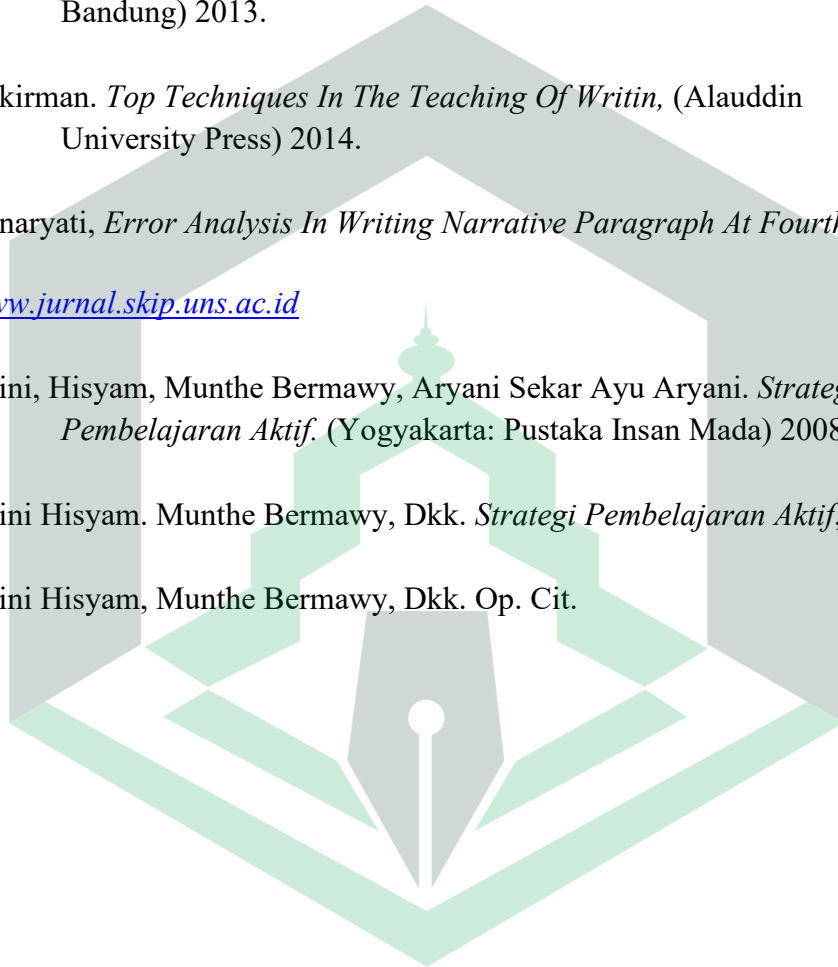 Bandung) 2013.
kirman. Top Techniques In The Teaching Of Writin, (Alauddin
University Press) 2014.
naryati, Error Analysis In Writing Narrative Paragraph At Fourth
ww.jurnal.skip.uns.ac.id
ini, Hisyam, Munthe Bermawy, Aryani Sekar Ayu Aryani. Strateg
Pembelajaran Aktif. (Yogyakarta: Pustaka Insan Mada) 2008
ini Hisyam. Munthe Bermawy, Dkk. Strategi Pembelajaran Aktif,
ini Hisyam, Munthe Bermawy, Dkk. Op. Cit.